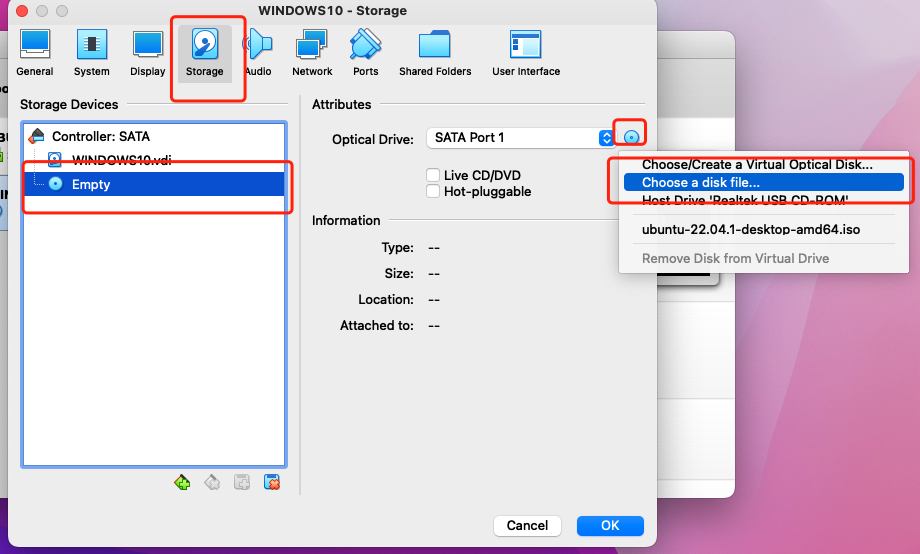 WINDOWS10 - Storage
General
System
Display
Storage
Audio
Network
Ports
Shared Folders
User Interface
Storage Devices
Controller: SATA
WINDOWS10.vdi
Empty
Attributes
Optical Drive:
SATA Port 1
Live CD/DVD
Hot-pluggable
Information
Type: --
Size: --
Location: --
Attached to: --
Choose/Create a Virtual Optical Disk...
Choose a disk file...
Host Drive 'Realtek USB CD-ROM'
ubuntu-22.04.1-desktop-amd64.iso
Remove Disk from Virtual Drive
Cancel
OK